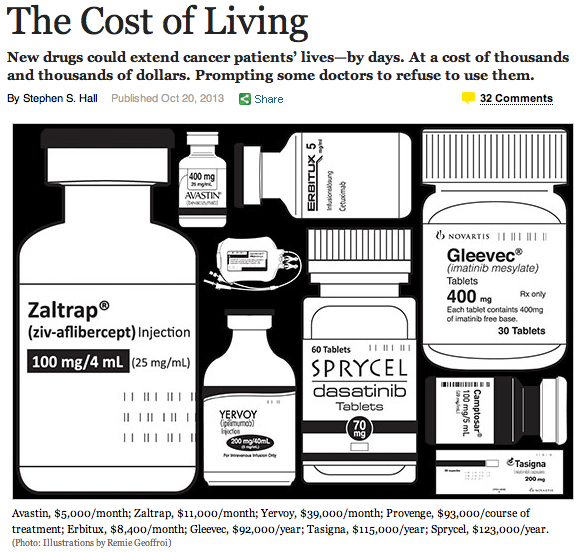 The Cost of Living
New drugs could extend cancer patients' lives—by days. At a cost of thousands
and thousands of dollars. Prompting some doctors to refuse to use them.
By Stephen S. Hall Published Oct 20, 2013 Share 32 Comments
400 mg
25 mg/mL
AVASTIN®
(bevacizumab)
ERBITUX 5
mg/ml
Infusionslösung
Cetuximab
NOVARTIS
Gleevec®
(imatinib mesylate)
Tablets
400 mg Rx only
Each tablet contains 400mg
of imatinib free base.
30 Tablets
Zaltrap®
(ziv-aflibercept) Injection
100 mg/4 mL (25 mg/mL)
60 Tablets
SPRYCEL
dasatinib
Tablets
70
mg
YERVOY
(ipilimumab)
Injection
200 mg/40mL
(5 mg/mL)
For Intravenous Infusion Only
Camptosar®
100 mg/5 mL
(20 mg/mL)
Tasigna
200 mg
NOVARTIS
Avastin, $5,000/month; Zaltrap, $11,000/month; Yervoy, $39,000/month; Provenge, $93,000/course of
treatment; Erbitux, $8,400/month; Gleevec, $92,000/year; Tasigna, $115,000/year; Sprycel, $123,000/year.
(Photo: Illustrations by Remie Geoffroi)